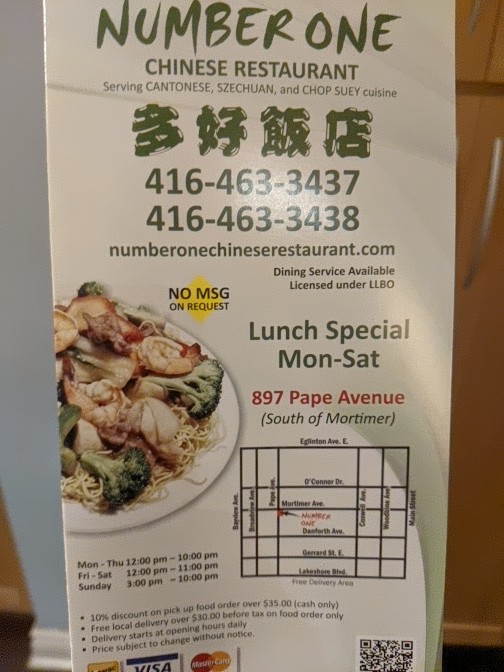 NUMBER ONE
CHINESE RESTAURANT
Serving CANTONESE, SZECHUAN, and CHOP SUEY cuisine
多好飯店
416-463-3437
416-463-3438
numberonechineserestaurant.com
Dining Service Available
Licensed under LLBO
NO MSG
ON REQUEST
Lunch Special
Mon-Sat
897 Pape Avenue
(South of Mortimer)
Eglinton Ave. E.
O'Connor Dr.
Mortimer Ave.
NUMBER
ONE
Danforth Ave.
Gerrard St. E.
Lakeshore Blvd.
Bayview Ave.
Broadview Ave.
Pape Ave.
Coxwell Ave.
Woodbine Ave.
Main Street
Free Delivery Area
Mon - Thu 12:00 pm – 10:00 pm
Fri - Sat 12:00 pm – 11:00 pm
Sunday 3:00 pm – 10:00 pm
• 10% discount on pick up food order over $35.00 (cash only)
• Free local delivery over $30.00 before tax on food order only
• Delivery starts at opening hours daily
• Price subject to change without notice.
VISA
MasterCard